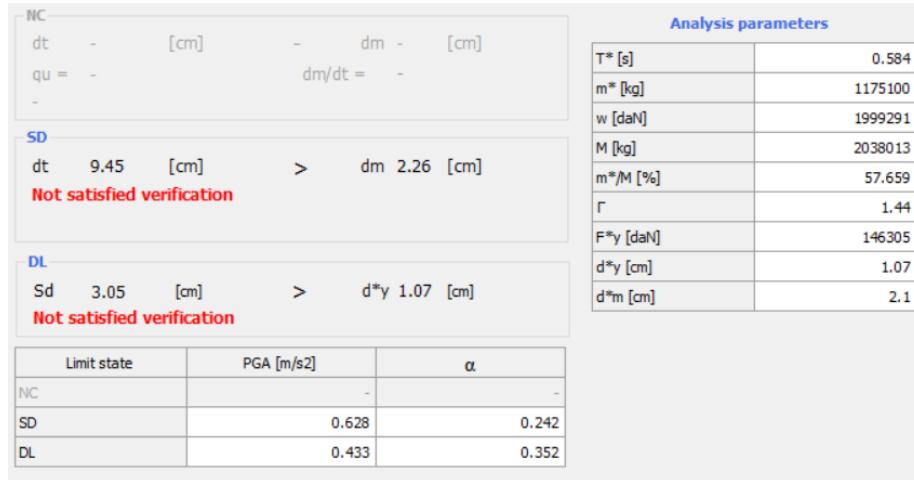 NC
dt - [cm] - dm - [cm]
qu = - dm/dt = -
-
SD
dt 9.45 [cm] > dm 2.26 [cm]
Not satisfied verification
DL
Sd 3.05 [cm] > d*y 1.07 [cm]
Not satisfied verification
Limit state PGA [m/s2] α
NC - -
SD 0.628 0.242
DL 0.433 0.352
Analysis parameters
T* [s] 0.584
m* [kg] 1175100
w [daN] 1999291
M [kg] 2038013
m*/M [%] 57.659
Γ 1.44
F*y [daN] 146305
d*y [cm] 1.07
d*m [cm] 2.1